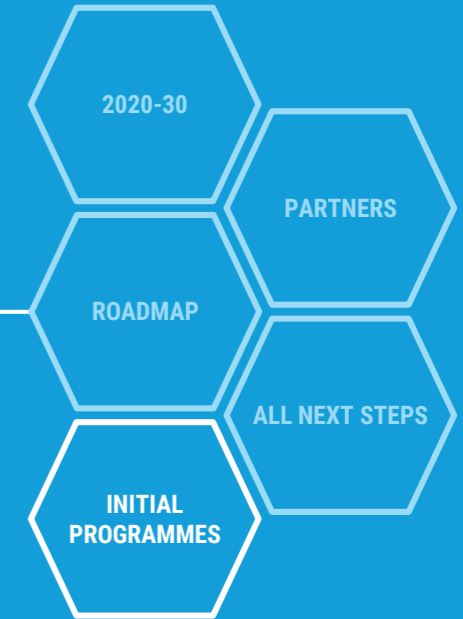 2020-30
PARTNERS
ROADMAP
ALL NEXT STEPS
INITIAL
PROGRAMMES